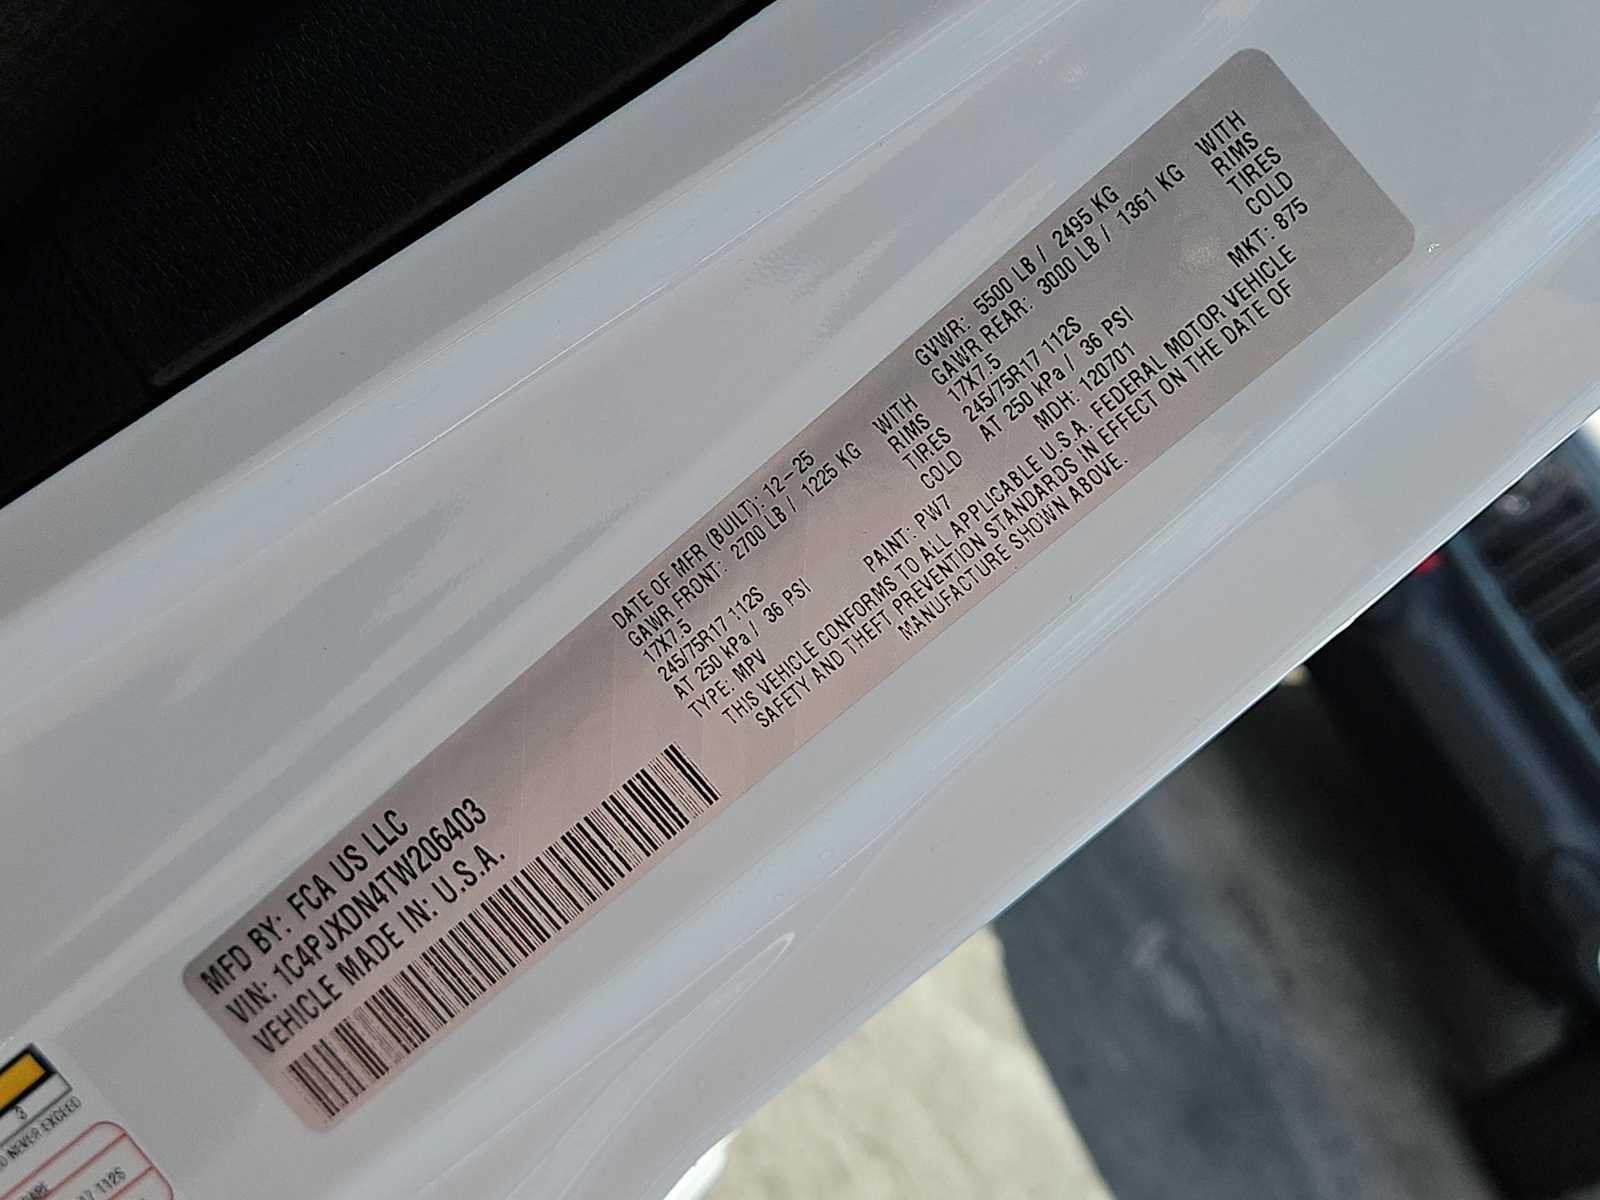 MFD BY: FCA US LLC
VIN: 1C4PJXDN4TW206403
VEHICLE MADE IN: U.S.A.
DATE OF MFR (BUILT): 12-25
GAWR FRONT: 2700 LB / 1225 KG WITH
17X7.5 RIMS
245/75R17 112S TIRES
AT 250 kPa / 36 PSI COLD
TYPE: MPV PAINT: PW7
GVWR: 5500 LB / 2495 KG
GAWR REAR: 3000 LB / 1361 KG WITH
17X7.5 RIMS
245/75R17 112S TIRES
AT 250 kPa / 36 PSI COLD
MDH: 120701 MKT: 875
THIS VEHICLE CONFORMS TO ALL APPLICABLE U.S.A. FEDERAL MOTOR VEHICLE
SAFETY AND THEFT PREVENTION STANDARDS IN EFFECT ON THE DATE OF
MANUFACTURE SHOWN ABOVE.
3
NEVER EXCEED
112S